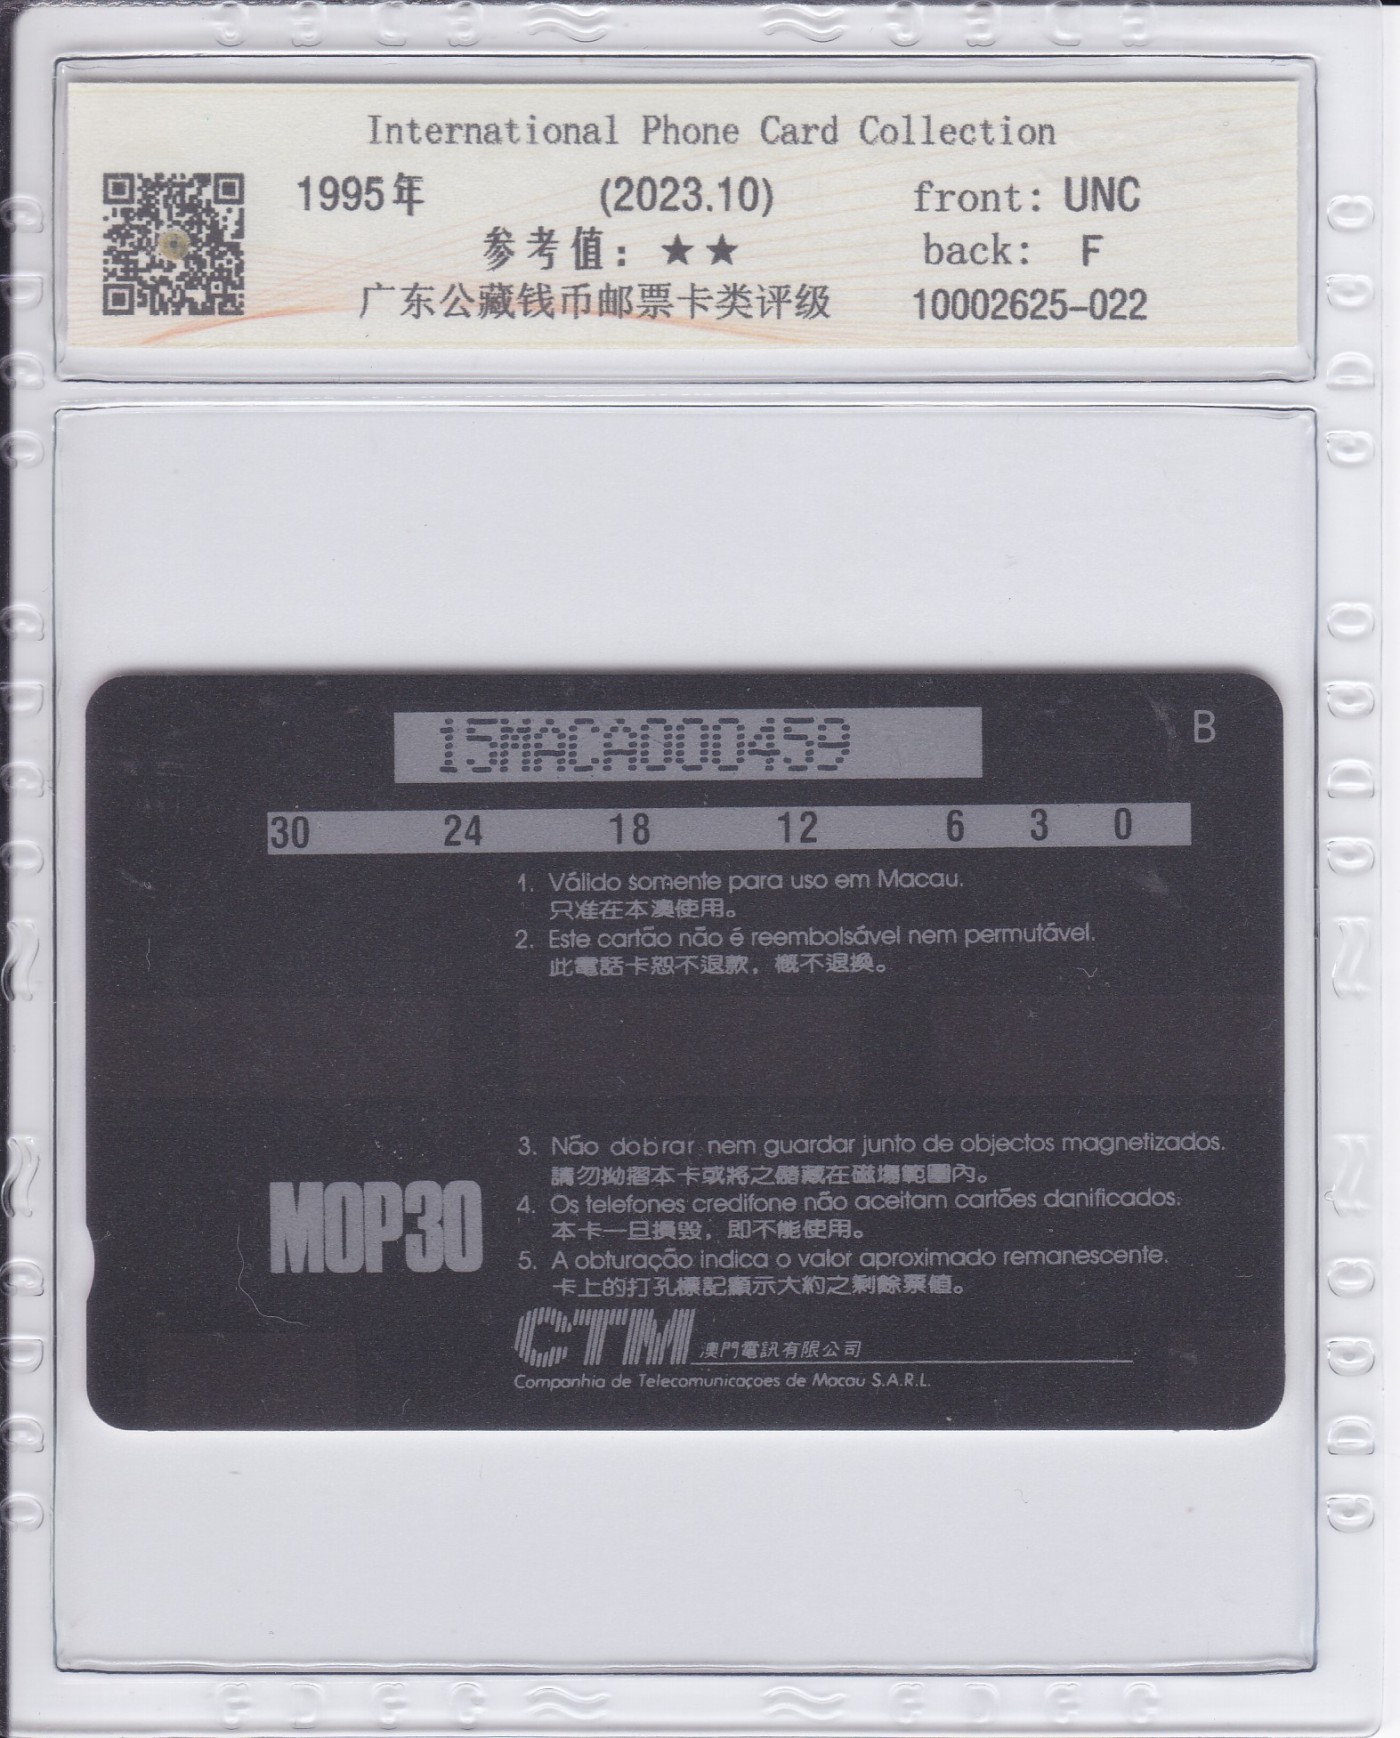 International Phone Card Collection
1995年 (2023.10) front: UNC
参考值：★★ back: F
广东公藏钱币邮票卡类评级 10002625-022
15MACA000459 B
30 24 18 12 6 3 0
1. Válido somente para uso em Macau.
只准在本澳使用。
2. Este cartão não é reembolsável nem permutável.
此電話卡恕不退款，概不退換。
3. Não dobrar nem guardar junto de objectos magnetizados.
請勿拗摺本卡或將之儲藏在磁場範圍內。
4. Os telefones credifone não aceitam cartões danificados.
本卡一旦損毀，即不能使用。
MOP30
5. A obturação indica o valor aproximado remanescente.
卡上的打孔標記顯示大約之剩餘票值。
CTM 澳門電訊有限公司
Companhia de Telecomunicaçoes de Macau S.A.R.L.